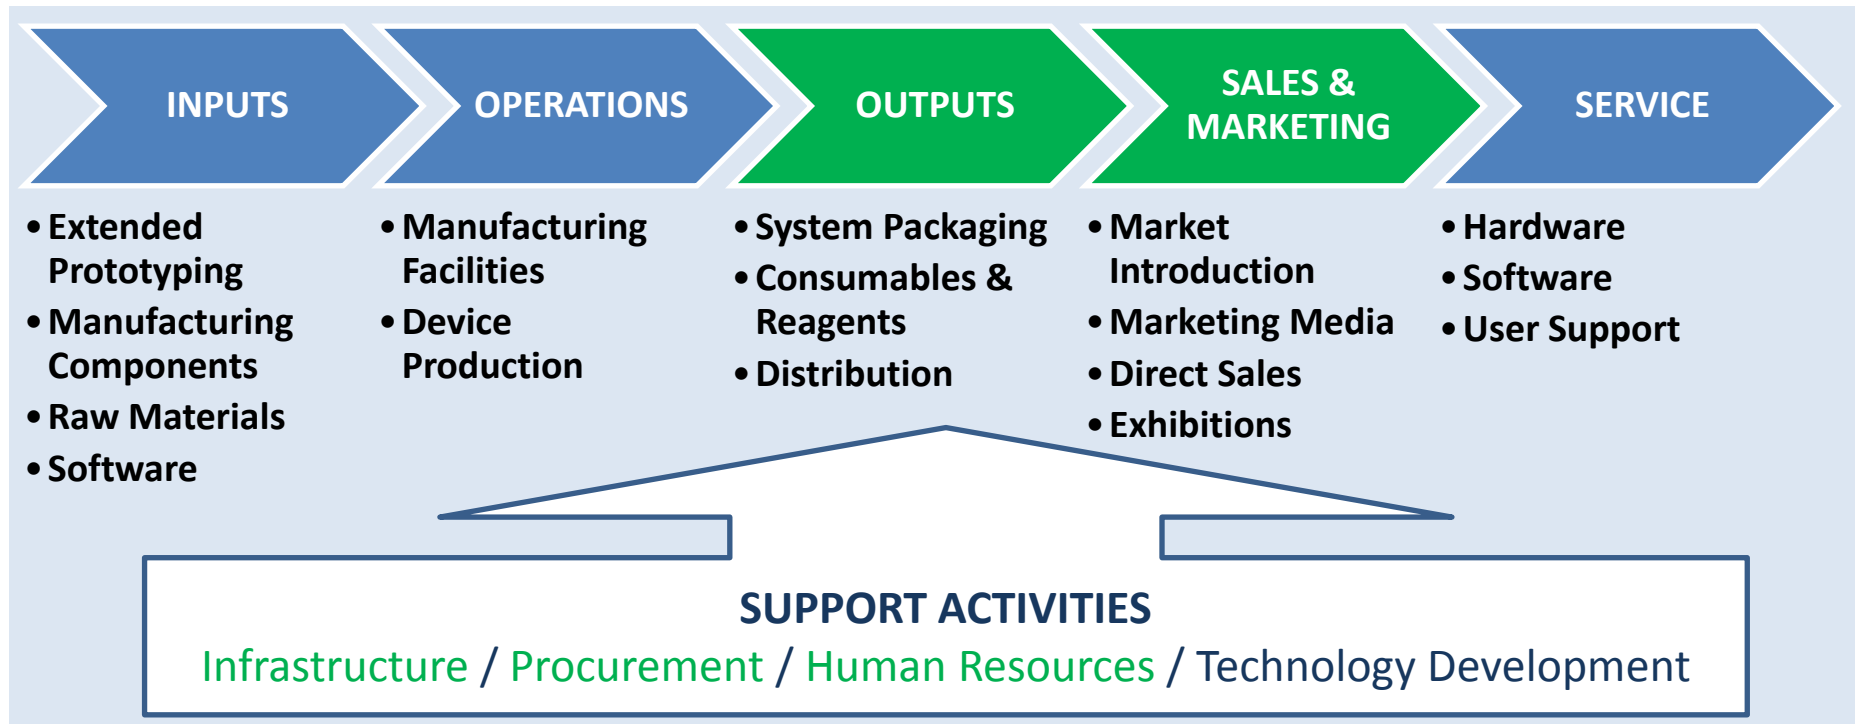 INPUTS
OPERATIONS
OUTPUTS
SALES &
MARKETING
SERVICE
• Extended
Prototyping
• Manufacturing
Components
• Raw Materials
• Software
• Manufacturing
Facilities
• Device
Production
• System Packaging
• Consumables &
Reagents
• Distribution
• Market
Introduction
• Marketing Media
• Direct Sales
• Exhibitions
• Hardware
• Software
• User Support
SUPPORT ACTIVITIES
Infrastructure / Procurement / Human Resources / Technology Development